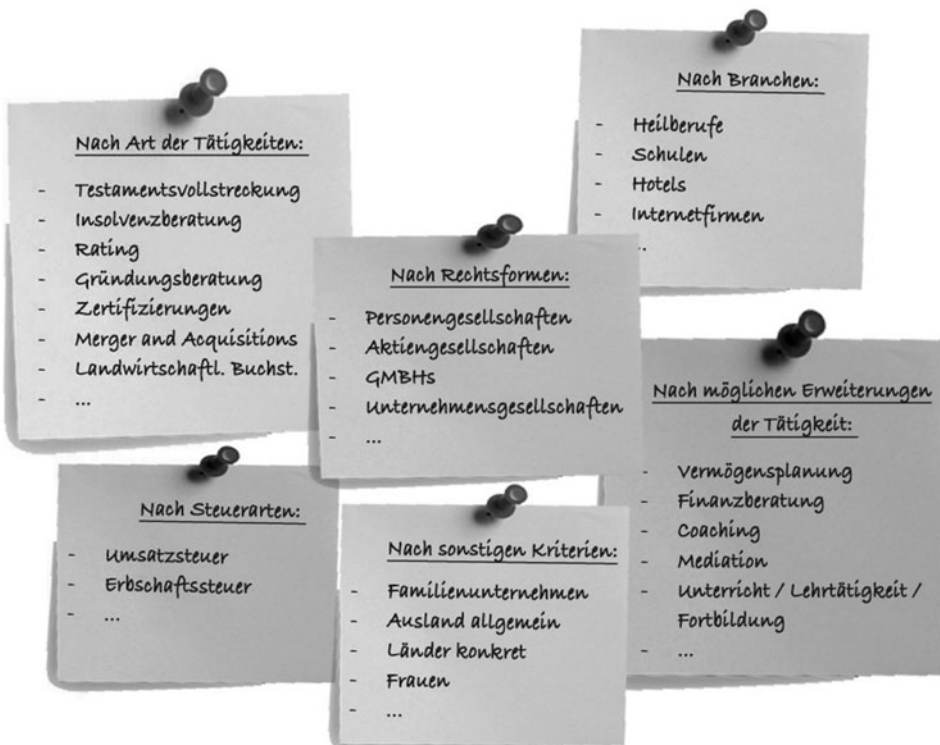 Nach Art der Tätigkeiten:
- Testamentsvollstreckung
- Insolvenzberatung
- Rating
- Gründungsberatung
- Zertifizierungen
- Merger and Acquisitions
- Landwirtschaftl. Buchst.
- ...
Nach Branchen:
- Heilberufe
- Schulen
- Hotels
- Internetfirmen
...
Nach Rechtsformen:
- Personengesellschaften
- Aktiengesellschaften
- GMBHs
- Unternehmensgesellschaften
- ...
Nach möglichen Erweiterungen
der Tätigkeit:
- Vermögensplanung
- Finanzberatung
- Coaching
- Mediation
- Unterricht / Lehrtätigkeit /
Fortbildung
- ...
Nach Steuerarten:
- Umsatzsteuer
- Erbschaftssteuer
- ...
Nach sonstigen Kriterien:
- Familienunternehmen
- Ausland allgemein
- Länder konkret
- Frauen
- ...